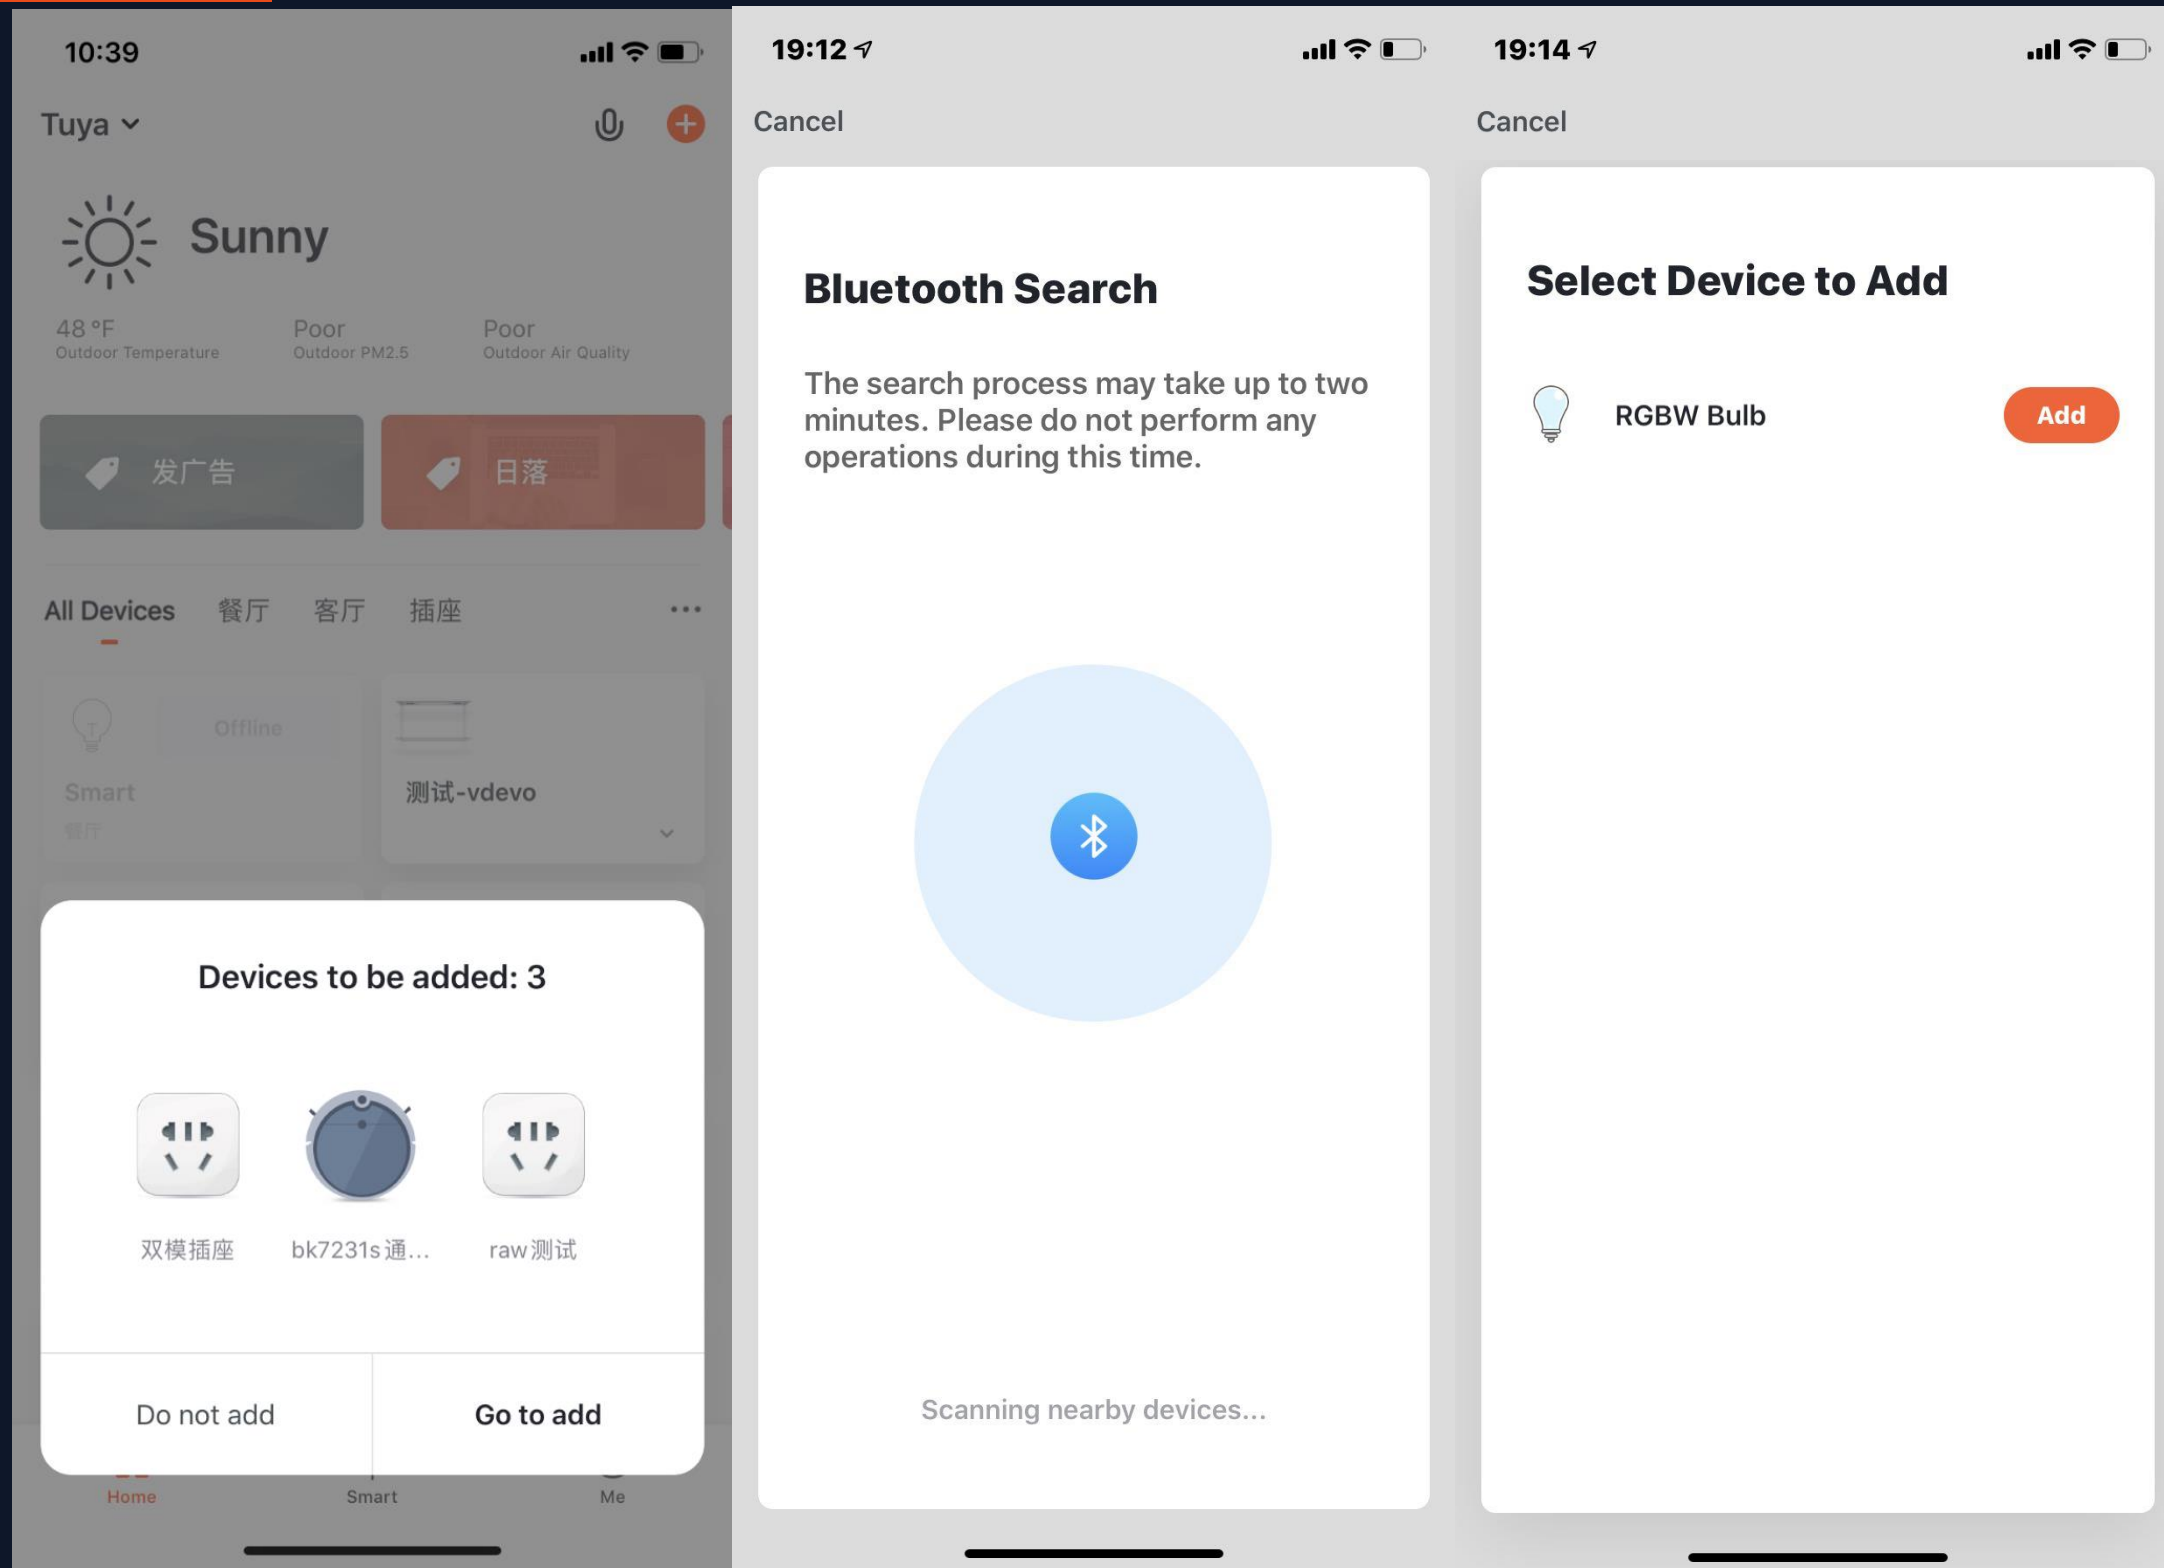 10:39
Tuya
Sunny
48 °F
Outdoor Temperature
Poor
Outdoor PM2.5
Poor
Outdoor Air Quality
发广告
日落
All Devices
餐厅
客厅
插座
Offline
Smart
餐厅
测试-vdevo
Devices to be added: 3
双模插座
bk7231s通...
raw测试
Do not add
Go to add
Home
Smart
Me
19:12
Cancel
Bluetooth Search
The search process may take up to two
minutes. Please do not perform any
operations during this time.
Scanning nearby devices...
19:14
Cancel
Select Device to Add
RGBW Bulb
Add